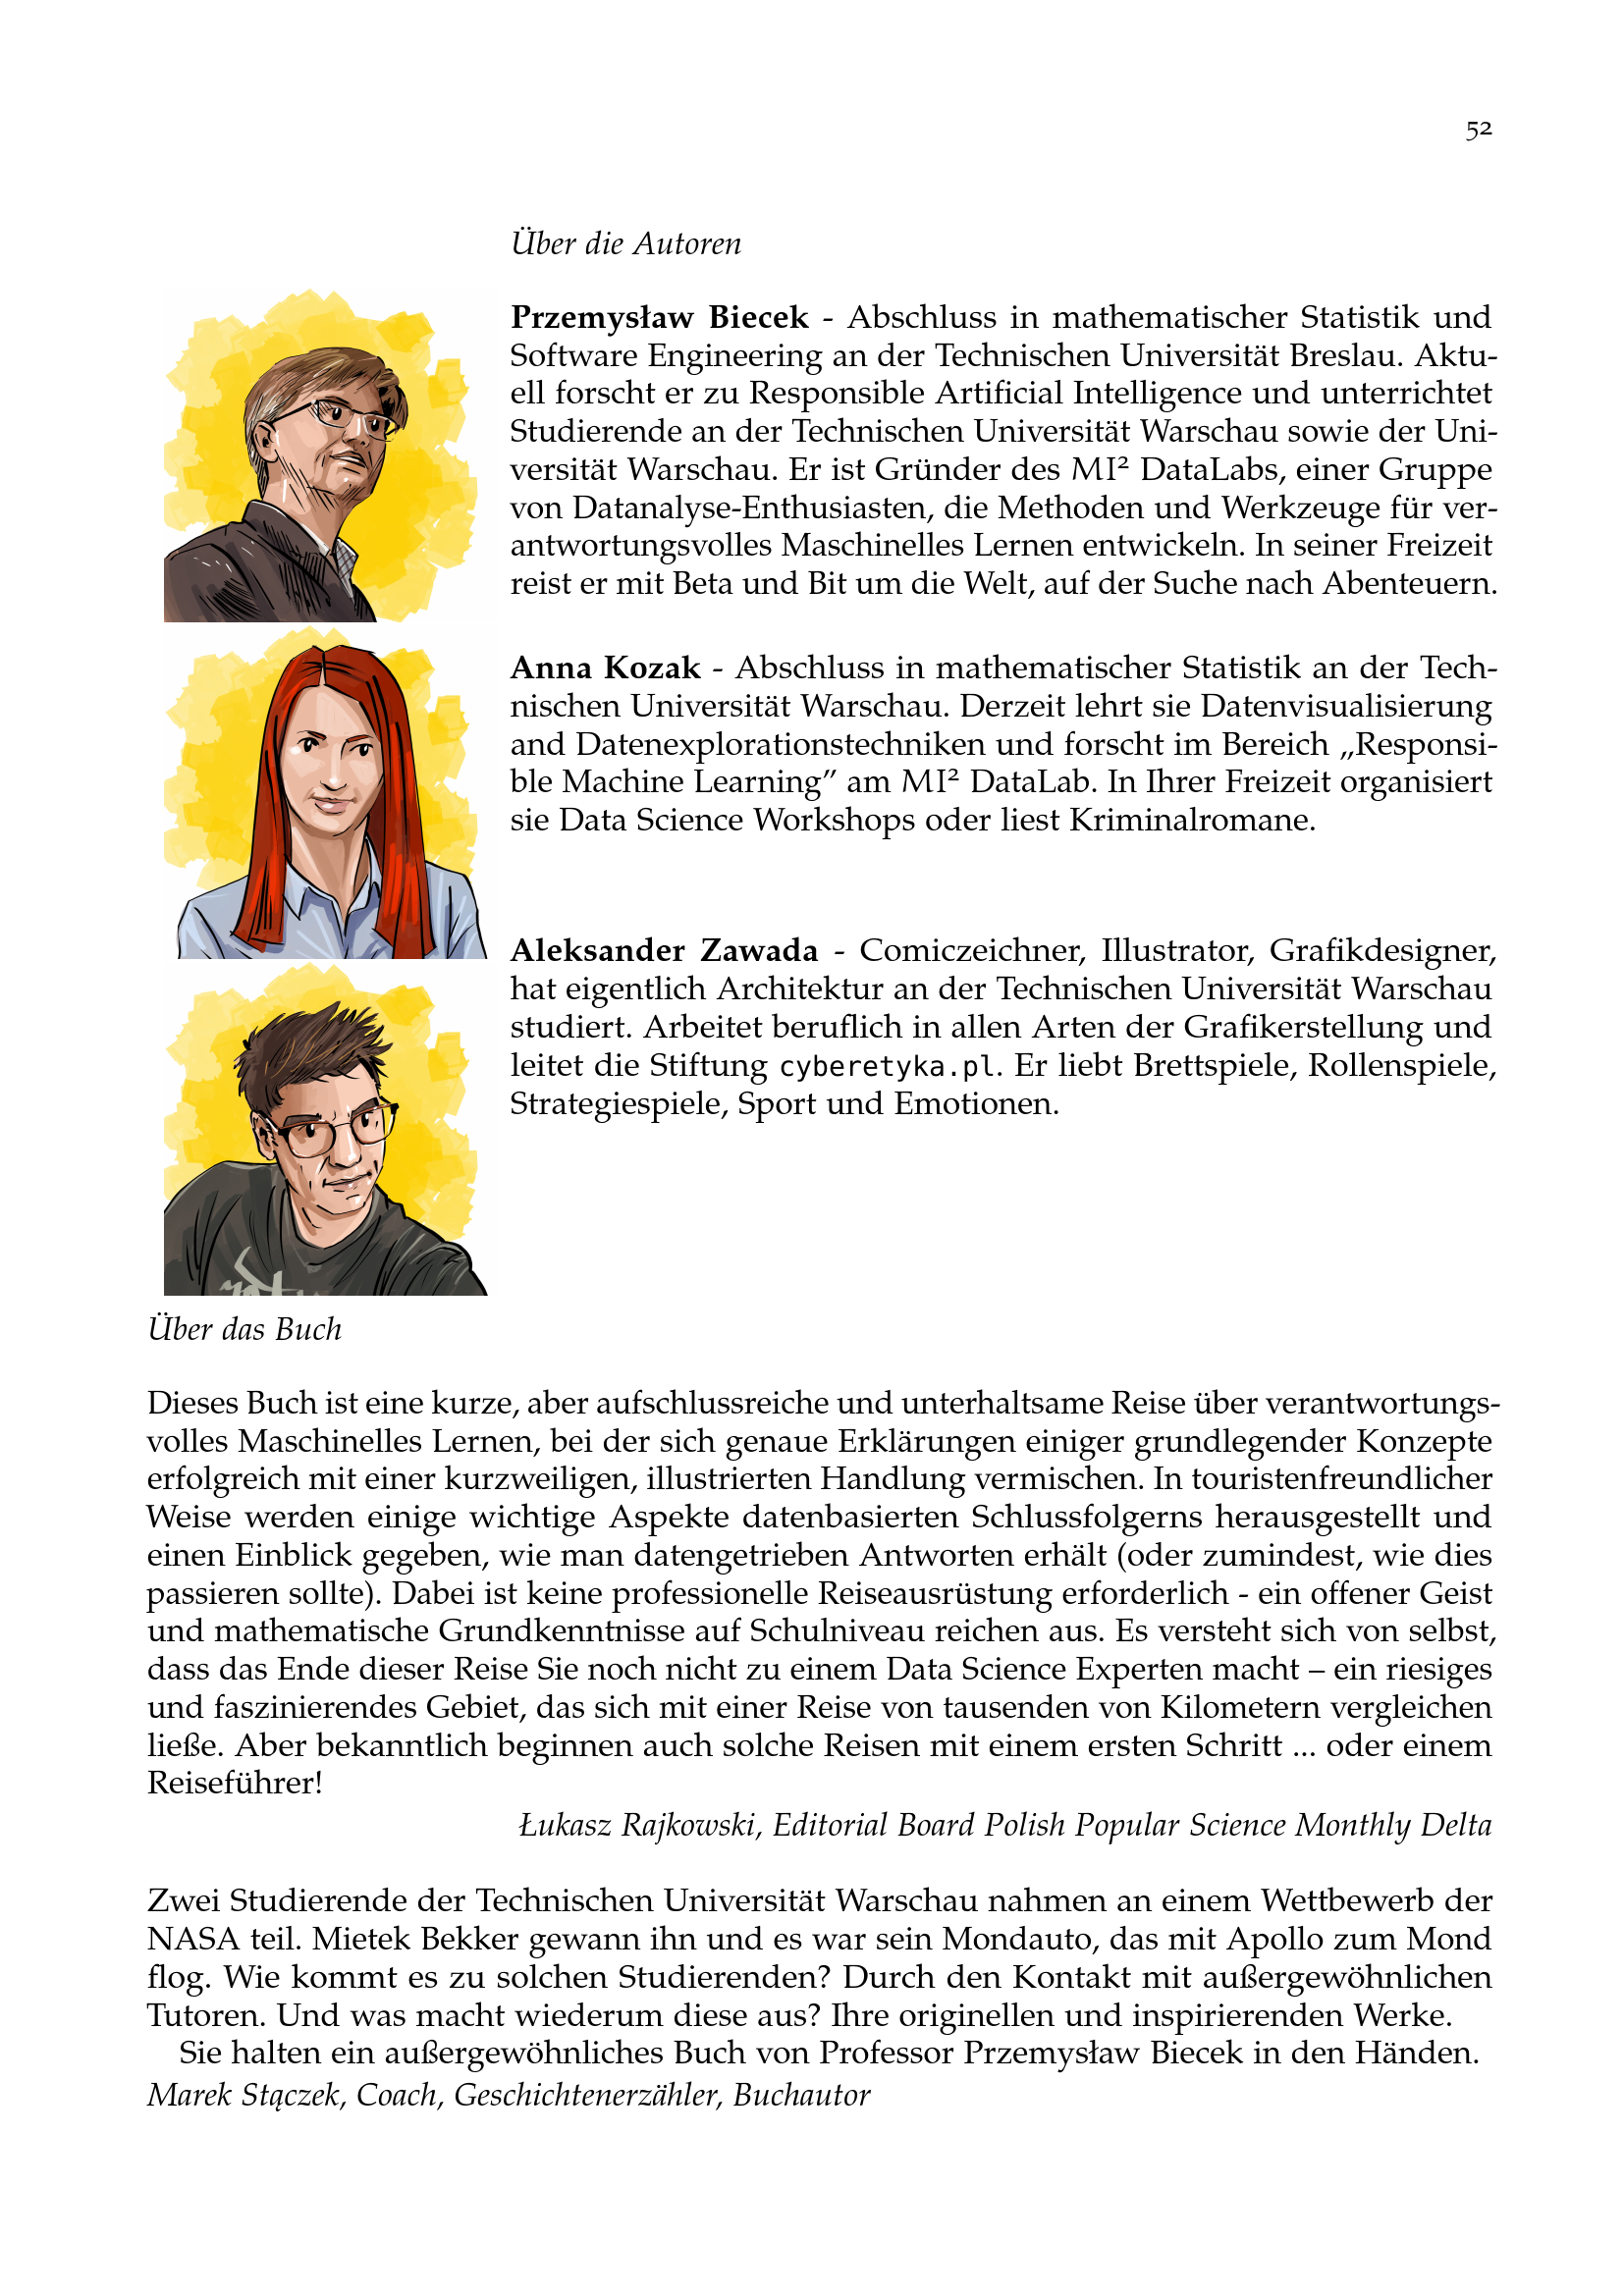 52
Über die Autoren
Przemysław Biecek - Abschluss in mathematischer Statistik und
Software Engineering an der Technischen Universität Breslau. Aktu-
ell forscht er zu Responsible Artificial Intelligence und unterrichtet
Studierende an der Technischen Universität Warschau sowie der Uni-
versität Warschau. Er ist Gründer des MI² DataLabs, einer Gruppe
von Datanalyse-Enthusiasten, die Methoden und Werkzeuge für ver-
antwortungsvolles Maschinelles Lernen entwickeln. In seiner Freizeit
reist er mit Beta und Bit um die Welt, auf der Suche nach Abenteuern.
Anna Kozak - Abschluss in mathematischer Statistik an der Tech-
nischen Universität Warschau. Derzeit lehrt sie Datenvisualisierung
and Datenexplorationstechniken und forscht im Bereich „Responsi-
ble Machine Learning” am MI² DataLab. In Ihrer Freizeit organisiert
sie Data Science Workshops oder liest Kriminalromane.
Aleksander Zawada - Comiczeichner, Illustrator, Grafikdesigner,
hat eigentlich Architektur an der Technischen Universität Warschau
studiert. Arbeitet beruflich in allen Arten der Grafikerstellung und
leitet die Stiftung cyberetyka.pl. Er liebt Brettspiele, Rollenspiele,
Strategiespiele, Sport und Emotionen.
Über das Buch
Dieses Buch ist eine kurze, aber aufschlussreiche und unterhaltsame Reise über verantwortungs-
volles Maschinelles Lernen, bei der sich genaue Erklärungen einiger grundlegender Konzepte
erfolgreich mit einer kurzweiligen, illustrierten Handlung vermischen. In touristenfreundlicher
Weise werden einige wichtige Aspekte datenbasierten Schlussfolgerns herausgestellt und
einen Einblick gegeben, wie man datengetrieben Antworten erhält (oder zumindest, wie dies
passieren sollte). Dabei ist keine professionelle Reiseausrüstung erforderlich - ein offener Geist
und mathematische Grundkenntnisse auf Schulniveau reichen aus. Es versteht sich von selbst,
dass das Ende dieser Reise Sie noch nicht zu einem Data Science Experten macht – ein riesiges
und faszinierendes Gebiet, das sich mit einer Reise von tausenden von Kilometern vergleichen
ließe. Aber bekanntlich beginnen auch solche Reisen mit einem ersten Schritt ... oder einem
Reiseführer!
Łukasz Rajkowski, Editorial Board Polish Popular Science Monthly Delta
Zwei Studierende der Technischen Universität Warschau nahmen an einem Wettbewerb der
NASA teil. Mietek Bekker gewann ihn und es war sein Mondauto, das mit Apollo zum Mond
flog. Wie kommt es zu solchen Studierenden? Durch den Kontakt mit außergewöhnlichen
Tutoren. Und was macht wiederum diese aus? Ihre originellen und inspirierenden Werke.
Sie halten ein außergewöhnliches Buch von Professor Przemysław Biecek in den Händen.
Marek Stączek, Coach, Geschichtenerzähler, Buchautor